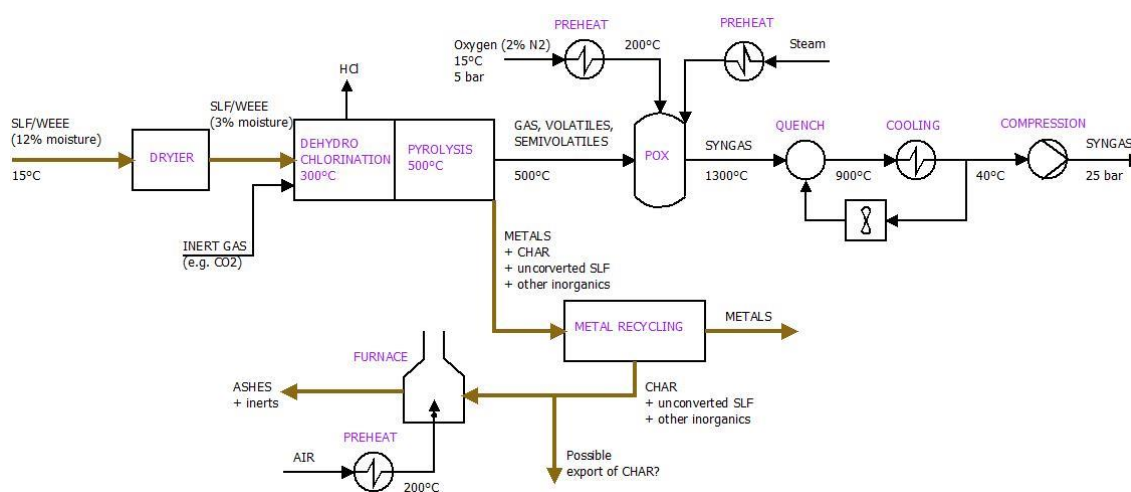 PREHEAT
PREHEAT
Oxygen (2% N2)
15°C
5 bar
200°C
Steam
HCl
SLF/WEEE
(12% moisture)
15°C
DRYIER
SLF/WEEE
(3% moisture)
DEHYDRO
CHLORINATION
300°C
PYROLYSIS
500°C
GAS, VOLATILES,
SEMIVOLATILES
500°C
POX
SYNGAS
1300°C
QUENCH
900°C
COOLING
40°C
COMPRESSION
SYNGAS
25 bar
INERT GAS
(e.g. CO2)
METALS
+ CHAR
+ unconverted SLF
+ other inorganics
METAL RECYCLING
METALS
FURNACE
ASHES
+ inerts
CHAR
+ unconverted SLF
+ other inorganics
PREHEAT
AIR
200°C
Possible
export of CHAR?